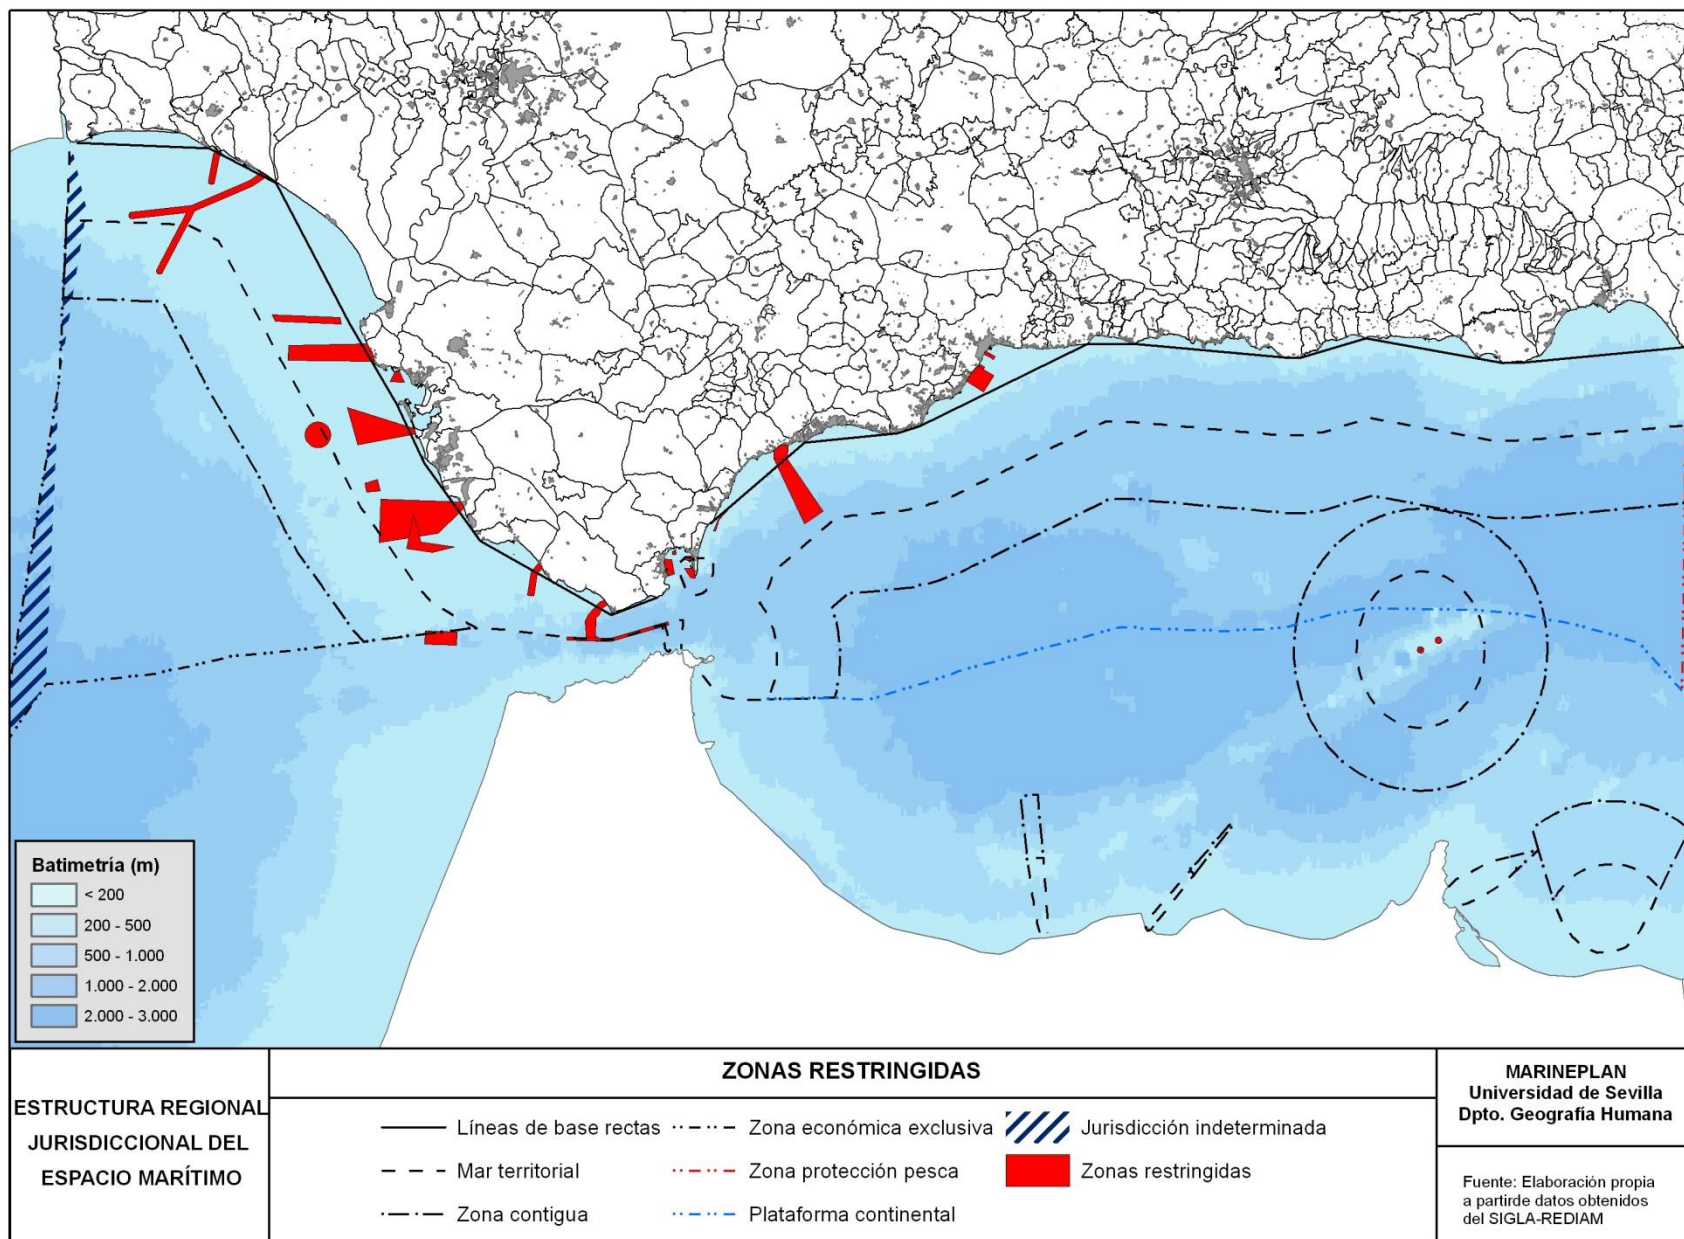 Batimetría (m)
< 200
200 - 500
500 - 1.000
1.000 - 2.000
2.000 - 3.000
ESTRUCTURA REGIONAL
JURISDICCIONAL DEL
ESPACIO MARÍTIMO
ZONAS RESTRINGIDAS
Líneas de base rectas
Zona económica exclusiva
Jurisdicción indeterminada
Mar territorial
Zona protección pesca
Zonas restringidas
Zona contigua
Plataforma continental
MARINEPLAN
Universidad de Sevilla
Dpto. Geografía Humana
Fuente: Elaboración propia
a partirde datos obtenidos
del SIGLA-REDIAM